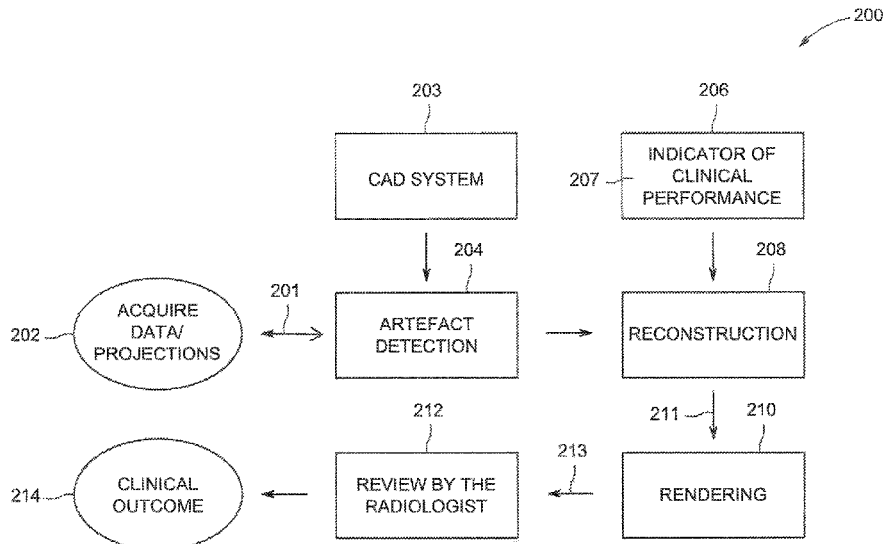 200
203
206
CAD SYSTEM
207
INDICATOR OF
CLINICAL
PERFORMANCE
204
208
201
202
ACQUIRE
DATA/
PROJECTIONS
ARTEFACT
DETECTION
RECONSTRUCTION
212
211
210
213
214
CLINICAL
OUTCOME
REVIEW BY THE
RADIOLOGIST
RENDERING